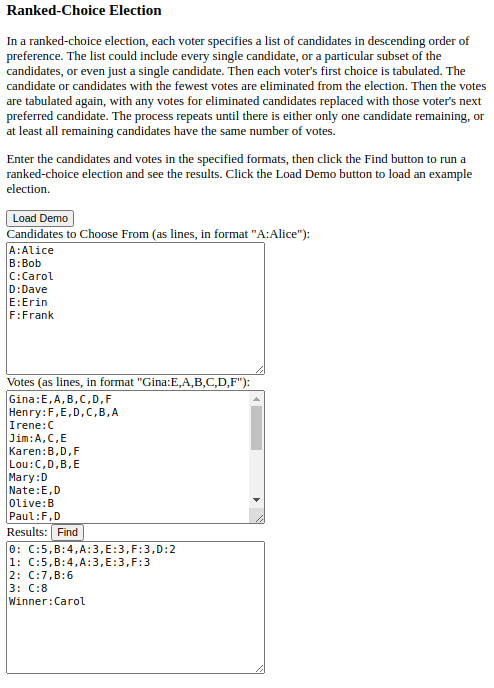 Ranked-Choice Election
In a ranked-choice election, each voter specifies a list of candidates in descending order of
preference. The list could include every single candidate, or a particular subset of the
candidates, or even just a single candidate. Then each voter's first choice is tabulated. The
candidate or candidates with the fewest votes are eliminated from the election. Then the votes
are tabulated again, with any votes for eliminated candidates replaced with those voter's next
preferred candidate. The process repeats until there is either only one candidate remaining, or
at least all remaining candidates have the same number of votes.
Enter the candidates and votes in the specified formats, then click the Find button to run a
ranked-choice election and see the results. Click the Load Demo button to load an example
election.
Load Demo
Candidates to Choose From (as lines, in format "A:Alice"):
A:Alice
B:Bob
C:Carol
D:Dave
E:Erin
F:Frank
Votes (as lines, in format "Gina:E,A,B,C,D,F"):
Gina:E,A,B,C,D,F
Henry:F,E,D,C,B,A
Irene:C
Jim:A,C,E
Karen:B,D,F
Lou:C,D,B,E
Mary:D
Nate:E,D
Olive:B
Paul:F,D
Results: Find
0: C:5,B:4,A:3,E:3,F:3,D:2
1: C:5,B:4,A:3,E:3,F:3
2: C:7,B:6
3: C:8
Winner:Carol